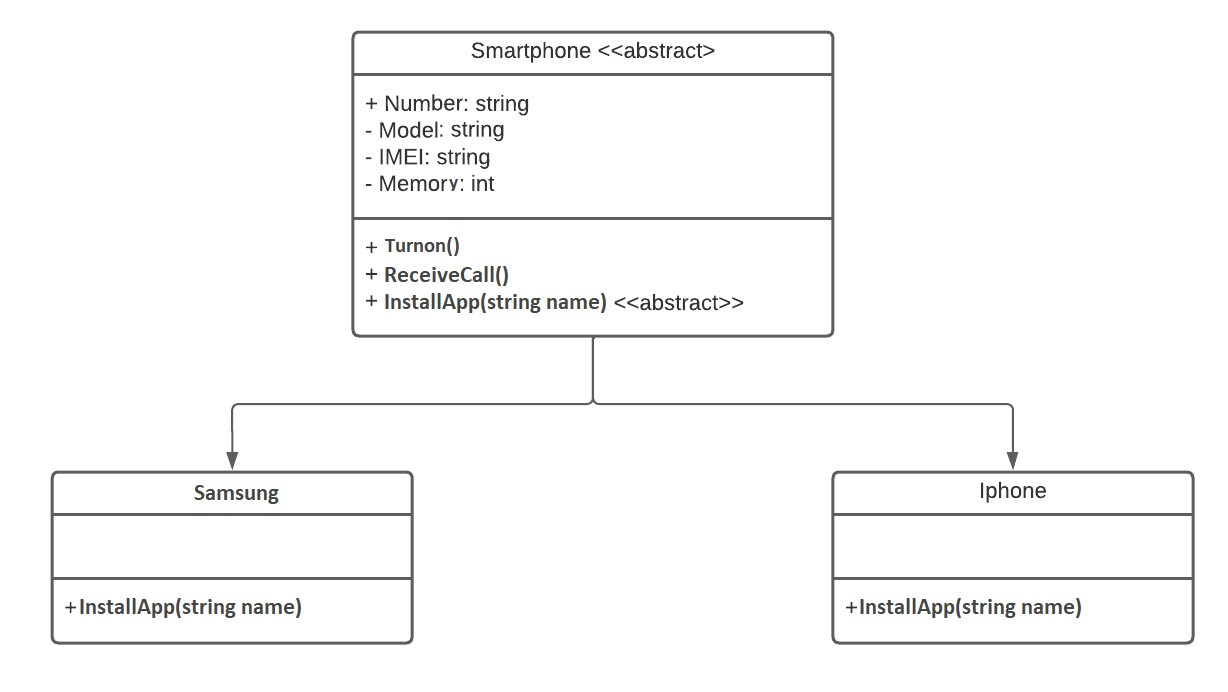 Smartphone <<abstract>
+ Number: string
- Model: string
- IMEI: string
- Memory: int
+ Turnon()
+ ReceiveCall()
+ InstallApp(string name) <<abstract>>
Samsung
+InstallApp(string name)
Iphone
+InstallApp(string name)